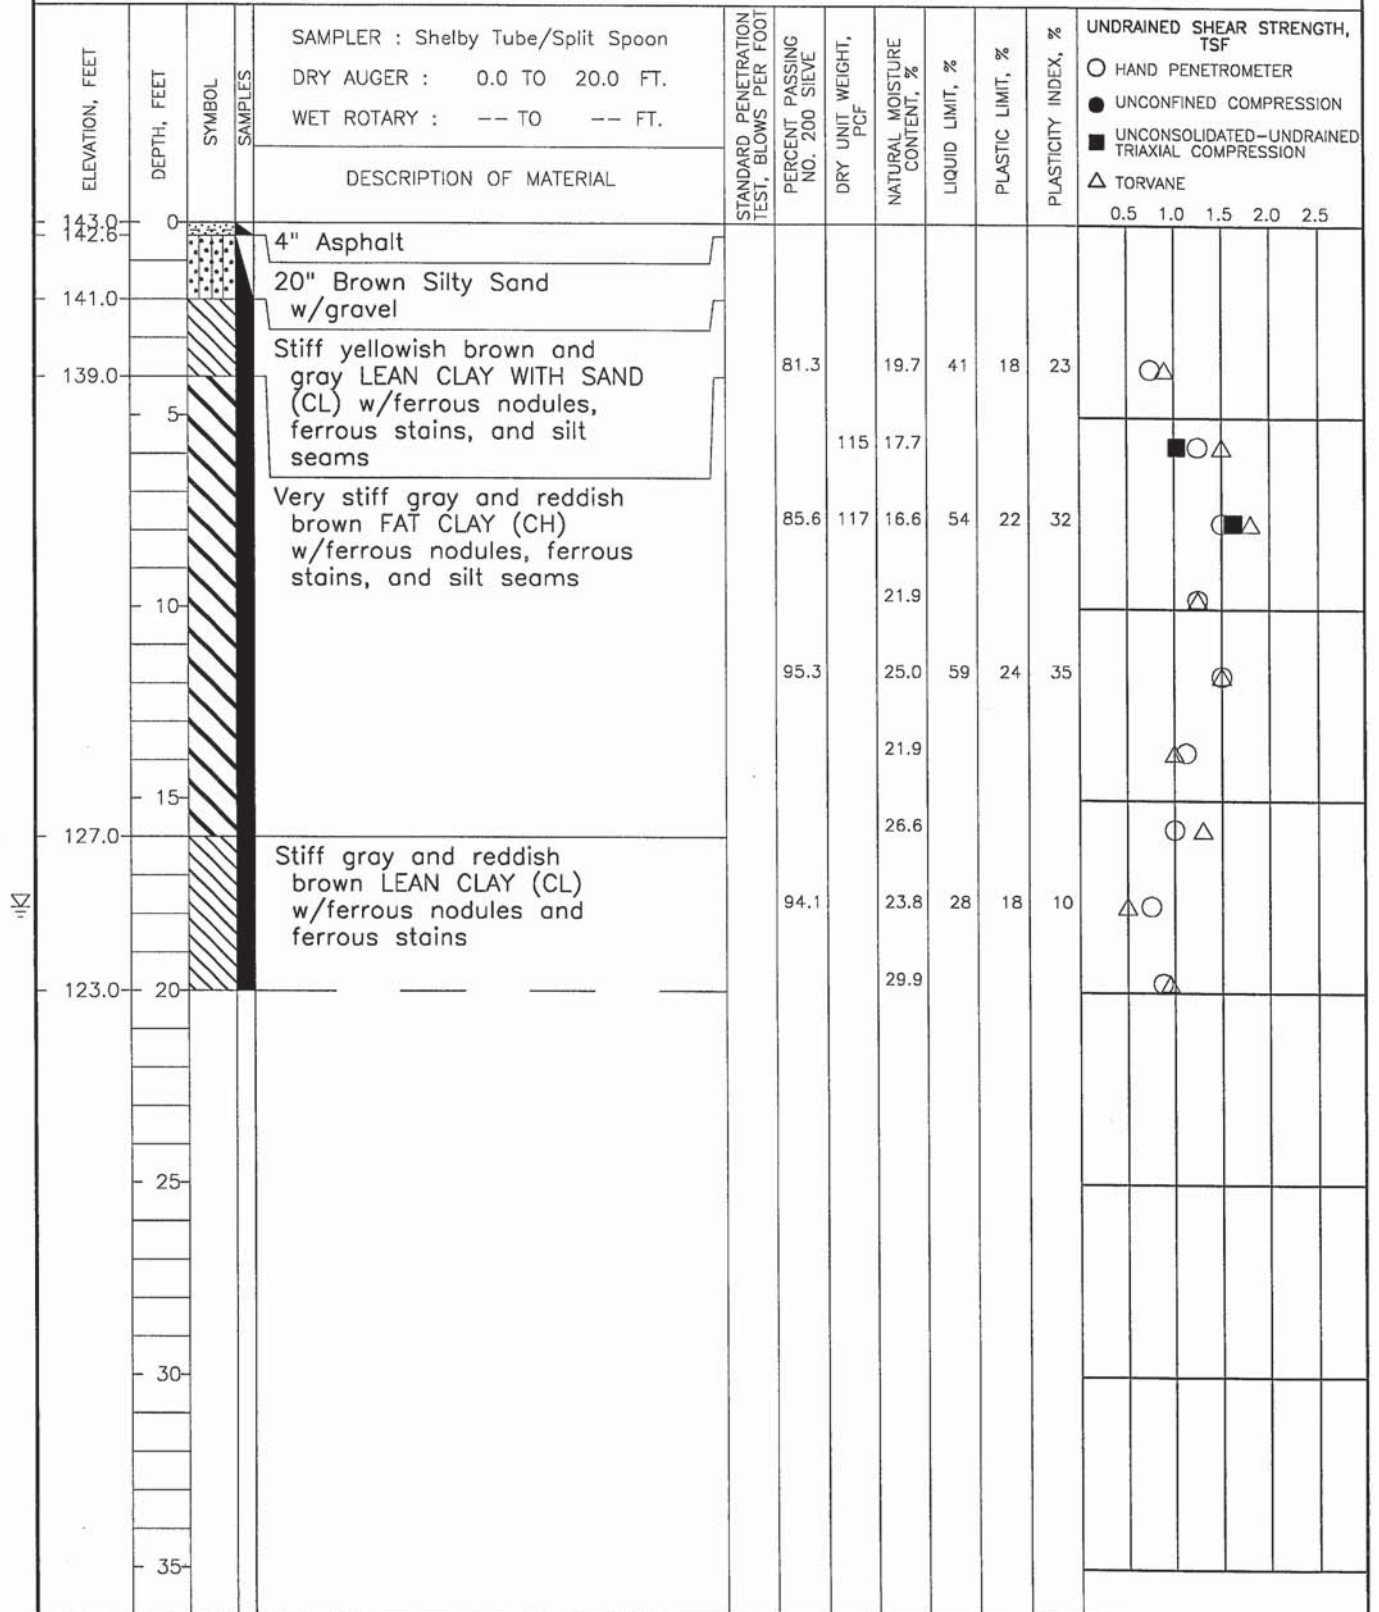 ELEVATION, FEET
DEPTH, FEET
SYMBOL
SAMPLES
SAMPLER : Shelby Tube/Split Spoon
DRY AUGER : 0.0 TO 20.0 FT.
WET ROTARY : -- TO -- FT.
DESCRIPTION OF MATERIAL
STANDARD PENETRATION
TEST, BLOWS PER FOOT
PERCENT PASSING
NO. 200 SIEVE
DRY UNIT WEIGHT,
PCF
NATURAL MOISTURE
CONTENT, %
LIQUID LIMIT, %
PLASTIC LIMIT, %
PLASTICITY INDEX, %
UNDRAINED SHEAR STRENGTH,
TSF
HAND PENETROMETER
UNCONFINED COMPRESSION
UNCONSOLIDATED-UNDRAINED
TRIAXIAL COMPRESSION
TORVANE
0.5 1.0 1.5 2.0 2.5
143.0 0
142.6
4" Asphalt
20" Brown Silty Sand
141.0
w/gravel
Stiff yellowish brown and
81.3 19.7 41 18 23
139.0
gray LEAN CLAY WITH SAND
(CL) w/ferrous nodules,
5
ferrous stains, and silt
115 17.7
seams
Very stiff gray and reddish
85.6 117 16.6 54 22 32
brown FAT CLAY (CH)
w/ferrous nodules, ferrous
stains, and silt seams
21.9
10
95.3 25.0 59 24 35
21.9
15
26.6
127.0
Stiff gray and reddish
brown LEAN CLAY (CL)
94.1 23.8 28 18 10
w/ferrous nodules and
ferrous stains
29.9
123.0 20
25
30
35